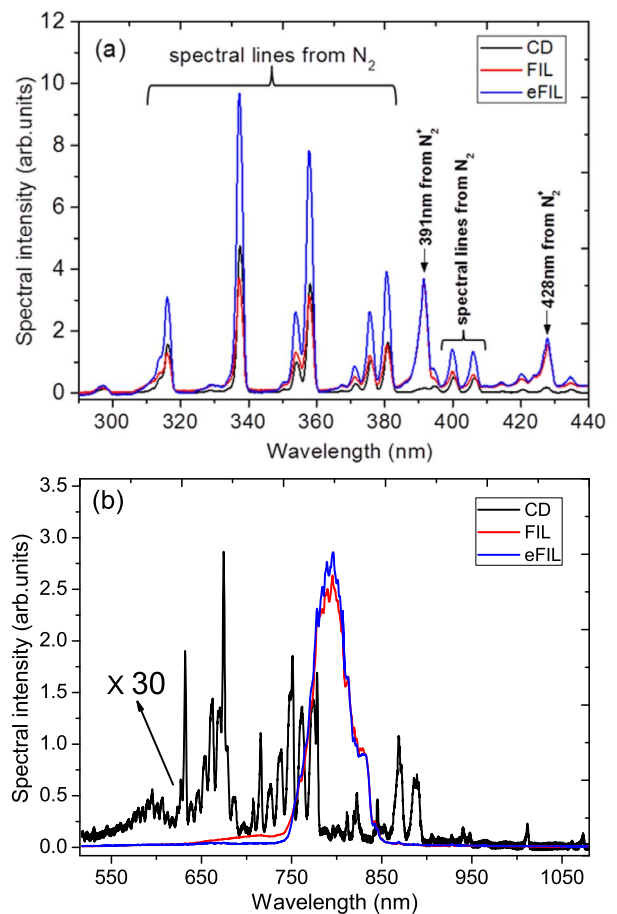 (a)
spectral lines from N2
CD
FIL
eFIL
391nm from N2+
spectral lines from N2
428nm from N2+
Spectral intensity (arb.units)
12
10
8
6
4
2
0
300 320 340 360 380 400 420 440
Wavelength (nm)
(b)
CD
FIL
eFIL
X 30
Spectral intensity (arb.units)
3.5
3.0
2.5
2.0
1.5
1.0
0.5
0.0
550 650 750 850 950 1050
Wavelength (nm)